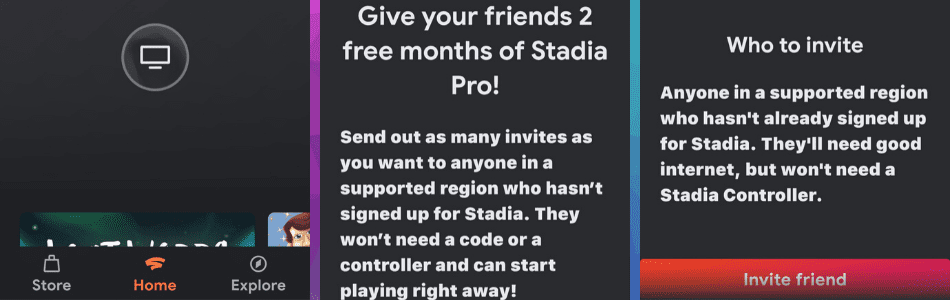 Store
Home
Explore
Give your friends 2
free months of Stadia
Pro!
Send out as many invites as
you want to anyone in a
supported region who hasn’t
signed up for Stadia. They
won’t need a code or a
controller and can start
playing right away!
Who to invite
Anyone in a supported region
who hasn't already signed up
for Stadia. They'll need good
internet, but won't need a
Stadia Controller.
Invite friend